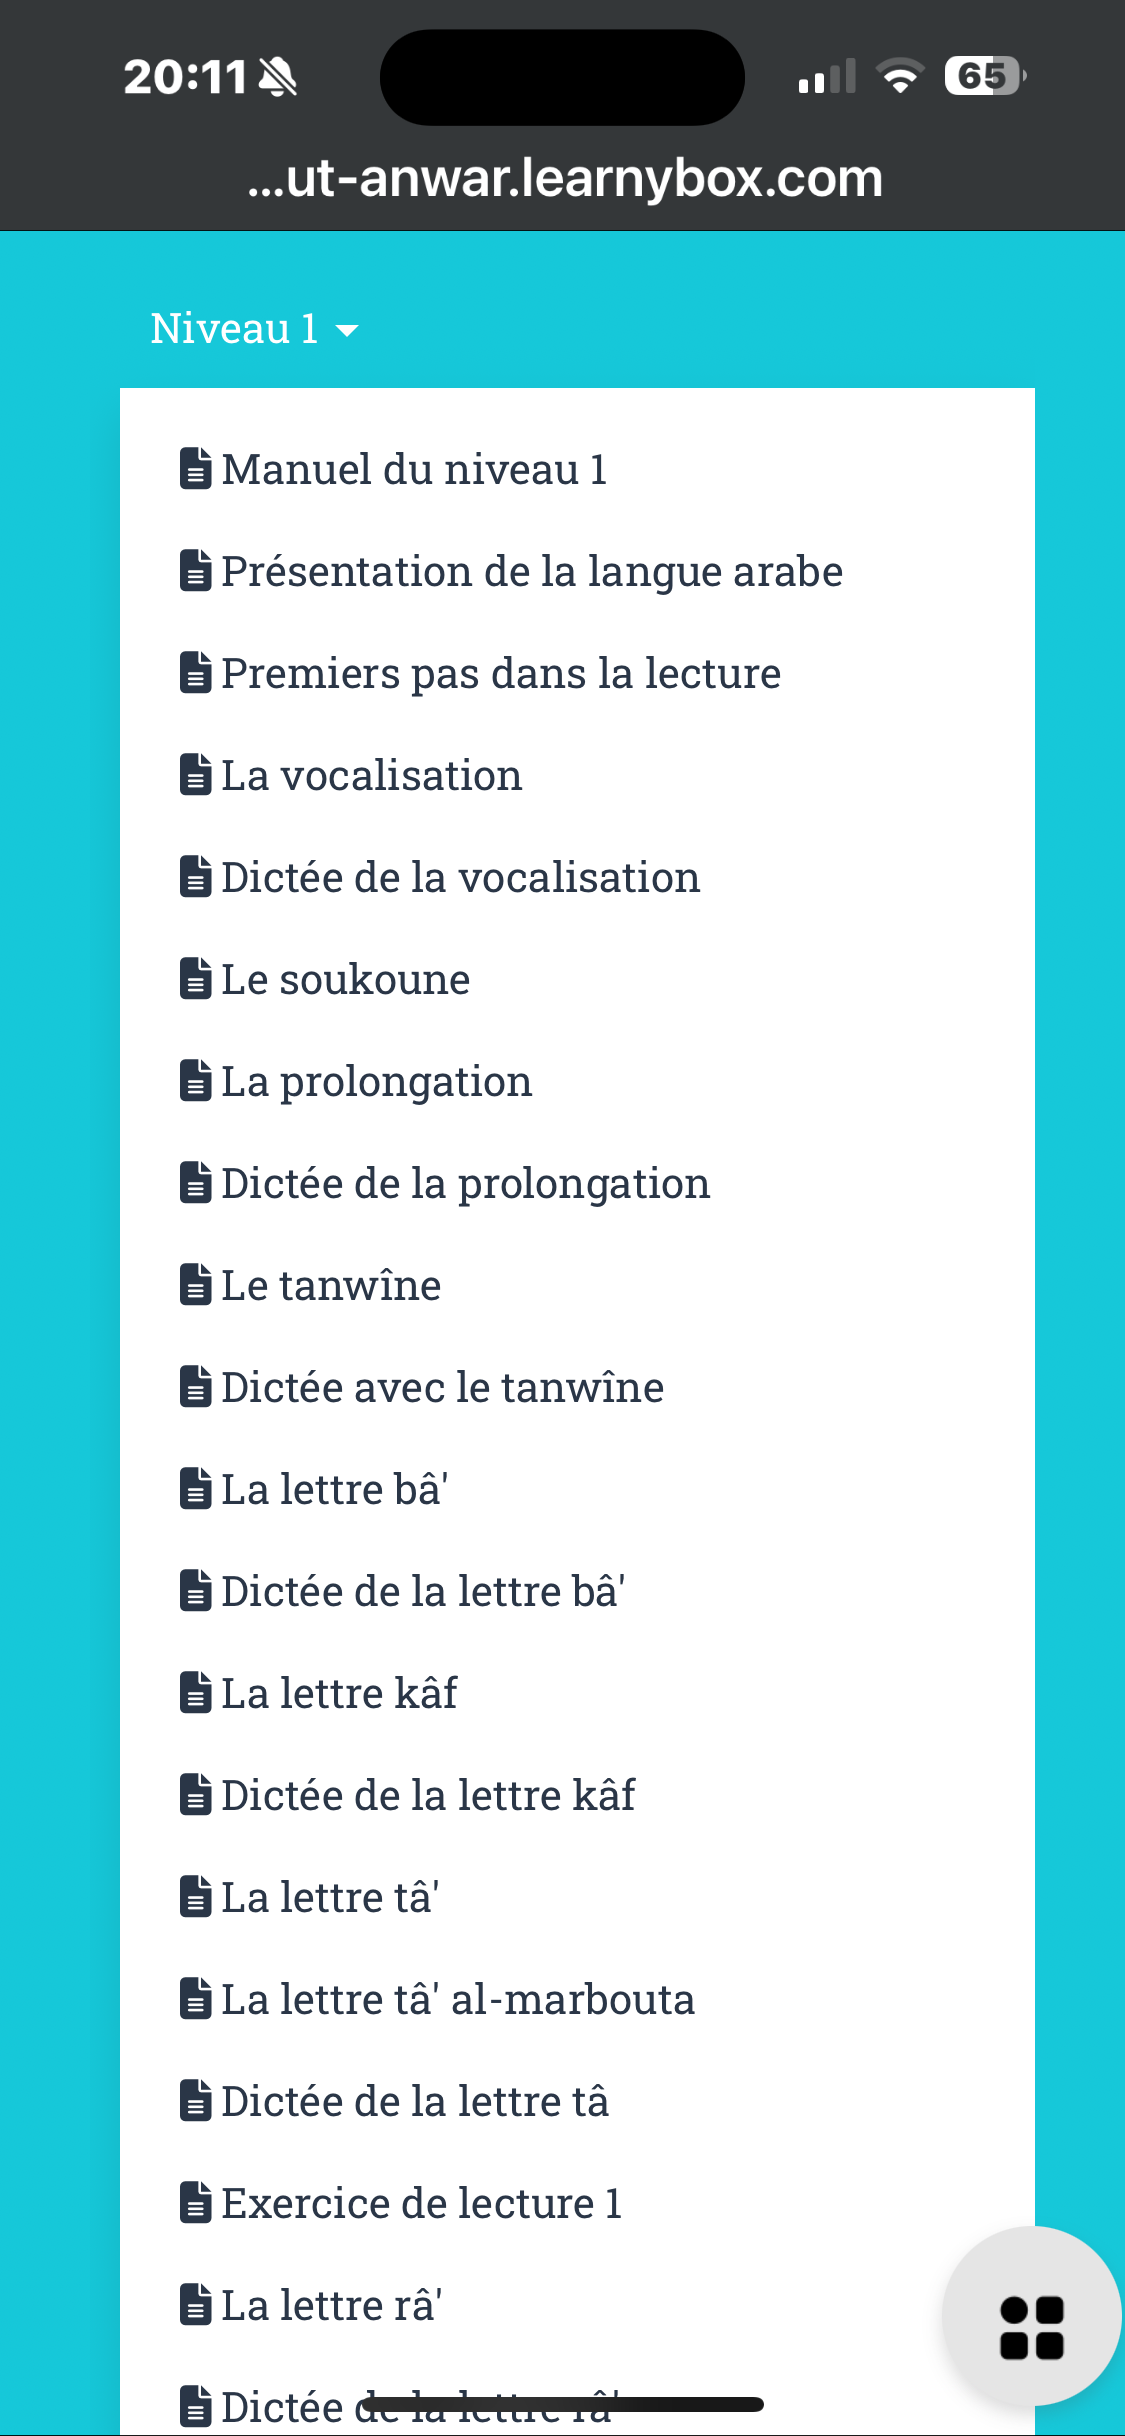 20:11
65
...ut-anwar.learnybox.com
Niveau 1
Manuel du niveau 1
Présentation de la langue arabe
Premiers pas dans la lecture
La vocalisation
Dictée de la vocalisation
Le soukoune
La prolongation
Dictée de la prolongation
Le tanwîne
Dictée avec le tanwîne
La lettre bâ'
Dictée de la lettre bâ'
La lettre kâf
Dictée de la lettre kâf
La lettre tâ'
La lettre tâ' al-marbouta
Dictée de la lettre tâ
Exercice de lecture 1
La lettre râ'
Dictée de la lettre râ'